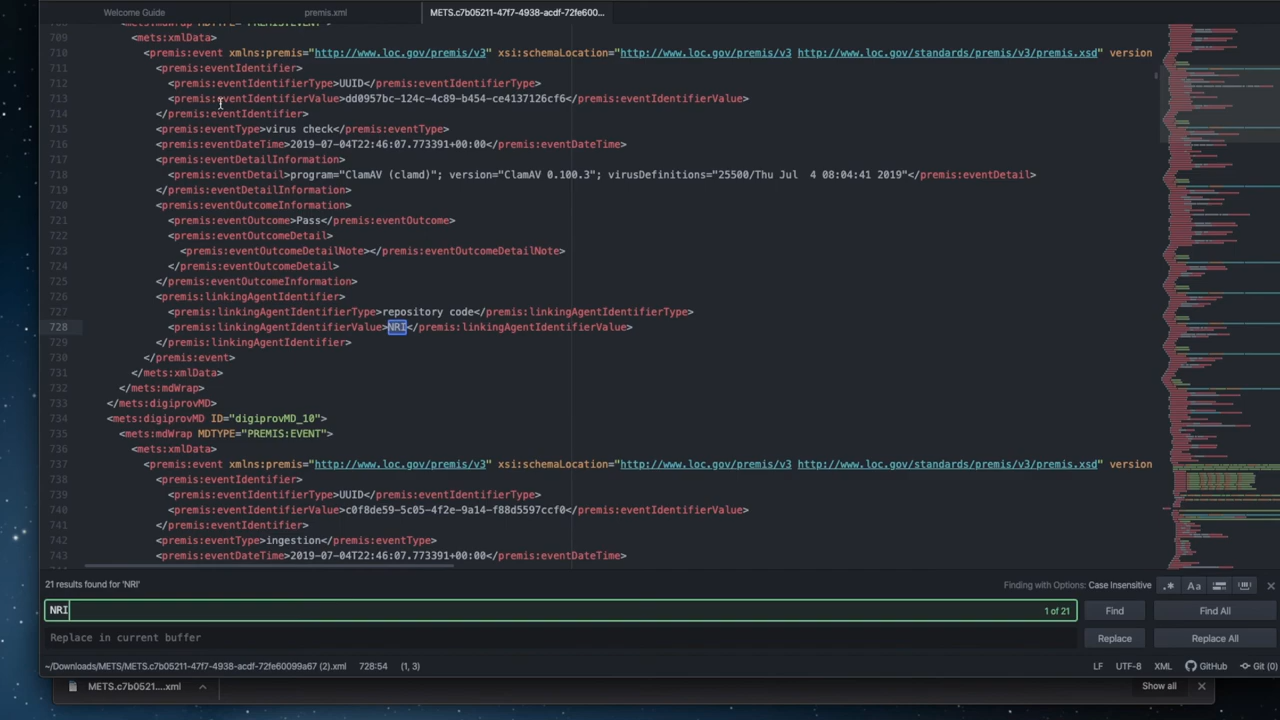 Welcome Guide
premis.xml
METS.c7b05211-47f7-4938-acdf-72fe600...
709 <mets:xmlData>
710 <premis:event xmlns:premis="http://www.loc.gov/premis/v3" xsi:schemaLocation="http://www.loc.gov/premis/v3 http://www.loc.gov/standards/premis/v3/premis.xsd" version
711 <premis:eventIdentifier>
712 <premis:eventIdentifierType>UUID</premis:eventIdentifierType>
713 <premis:eventIdentifierValue>dd0957bc-124c-4c89-b454-ce4137126cf6</premis:eventIdentifierValue>
714 </premis:eventIdentifier>
715 <premis:eventType>virus check</premis:eventType>
716 <premis:eventDateTime>2019-07-04T22:46:07.773391+00:00</premis:eventDateTime>
717 <premis:eventDetailInformation>
718 <premis:eventDetail>program="ClamAV (clamd)"; version="ClamAV 0.100.3"; virusDefinitions="25500/Thu Jul  4 08:04:41 2019"</premis:eventDetail>
719 </premis:eventDetailInformation>
720 <premis:eventOutcomeInformation>
721 <premis:eventOutcome>Pass</premis:eventOutcome>
722 <premis:eventOutcomeDetail>
723 <premis:eventOutcomeDetailNote></premis:eventOutcomeDetailNote>
724 </premis:eventOutcomeDetail>
725 </premis:eventOutcomeInformation>
726 <premis:linkingAgentIdentifier>
727 <premis:linkingAgentIdentifierType>repository code</premis:linkingAgentIdentifierType>
728 <premis:linkingAgentIdentifierValue>NRI</premis:linkingAgentIdentifierValue>
729 </premis:linkingAgentIdentifier>
730 </premis:event>
731 </mets:xmlData>
732 </mets:mdWrap>
733 </mets:digiprovMD>
734 <mets:digiprovMD ID="digiprovMD_10">
735 <mets:mdWrap MDTYPE="PREMIS:EVENT">
736 <mets:xmlData>
737 <premis:event xmlns:premis="http://www.loc.gov/premis/v3" xsi:schemaLocation="http://www.loc.gov/premis/v3 http://www.loc.gov/standards/premis/v3/premis.xsd" version
738 <premis:eventIdentifier>
739 <premis:eventIdentifierType>UUID</premis:eventIdentifierType>
740 <premis:eventIdentifierValue>c0f8de59-5c05-4f2e-9a1f-f88d5597ccf0</premis:eventIdentifierValue>
741 </premis:eventIdentifier>
742 <premis:eventType>ingestion</premis:eventType>
743 <premis:eventDateTime>2019-07-04T22:46:07.773391+00:00</premis:eventDateTime>
21 results found for 'NRI'
Finding with Options: Case Insensitive
.* Aa
NRI
1 of 21
Find
Find All
Replace in current buffer
Replace
Replace All
~/Downloads/METS/METS.c7b05211-47f7-4938-acdf-72fe60099a67 (2).xml 728:54 (1, 3)
LF UTF-8 XML GitHub Git (0)
METS.c7b0521....xml
Show all